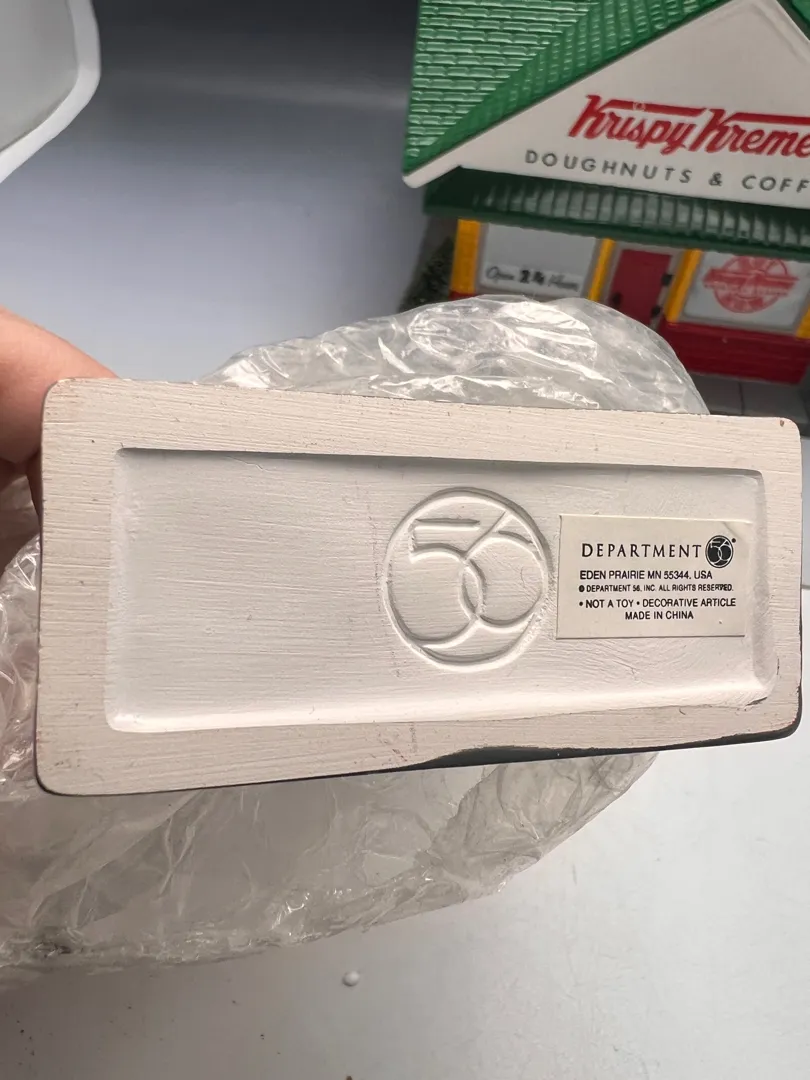 Krispy Kreme
DOUGHNUTS & COFF
Open 24 Hours
56
DEPARTMENT 56
EDEN PRAIRIE MN 55344, USA
© DEPARTMENT 56, INC. ALL RIGHTS RESERVED.
• NOT A TOY • DECORATIVE ARTICLE
MADE IN CHINA